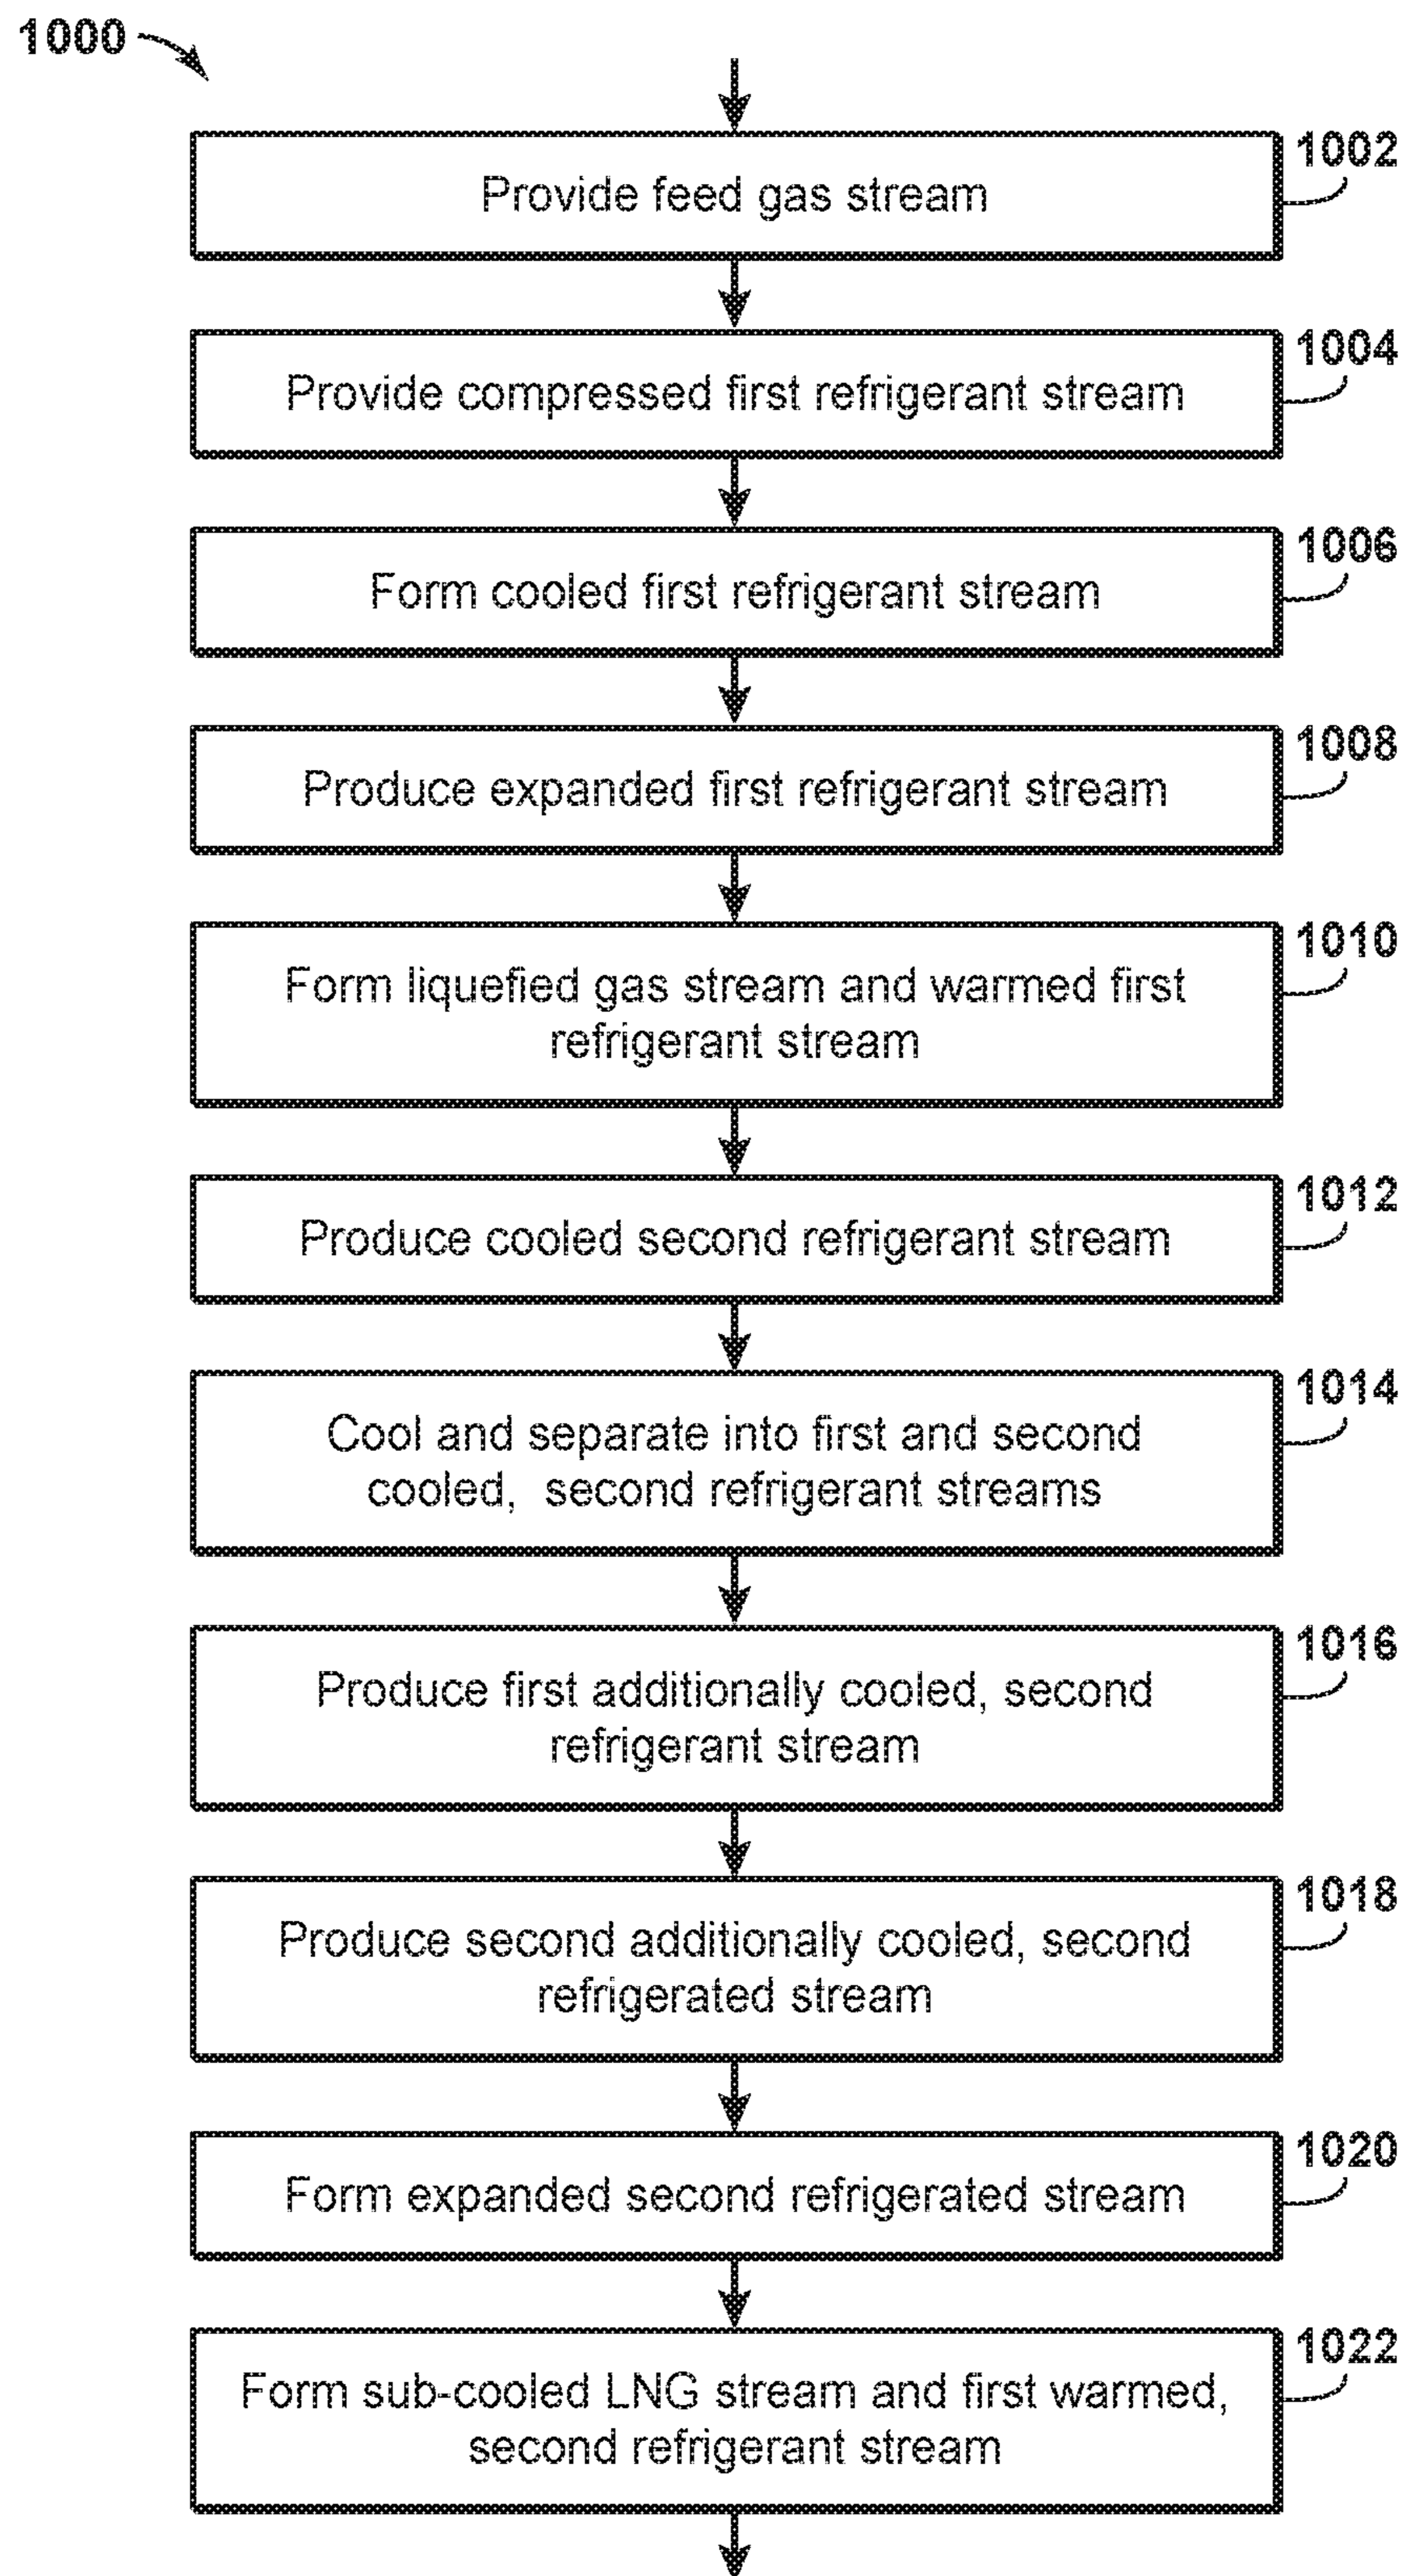 1000
1002
Provide feed gas stream
1004
Provide compressed first refrigerant stream
1006
Form cooled first refrigerant stream
1008
Produce expanded first refrigerant stream
1010
Form liquefied gas stream and warmed first
refrigerant stream
1012
Produce cooled second refrigerant stream
1014
Cool and separate into first and second
cooled, second refrigerant streams
1016
Produce first additionally cooled, second
refrigerant stream
1018
Produce second additionally cooled, second
refrigerated stream
1020
Form expanded second refrigerated stream
1022
Form sub-cooled LNG stream and first warmed,
second refrigerant stream